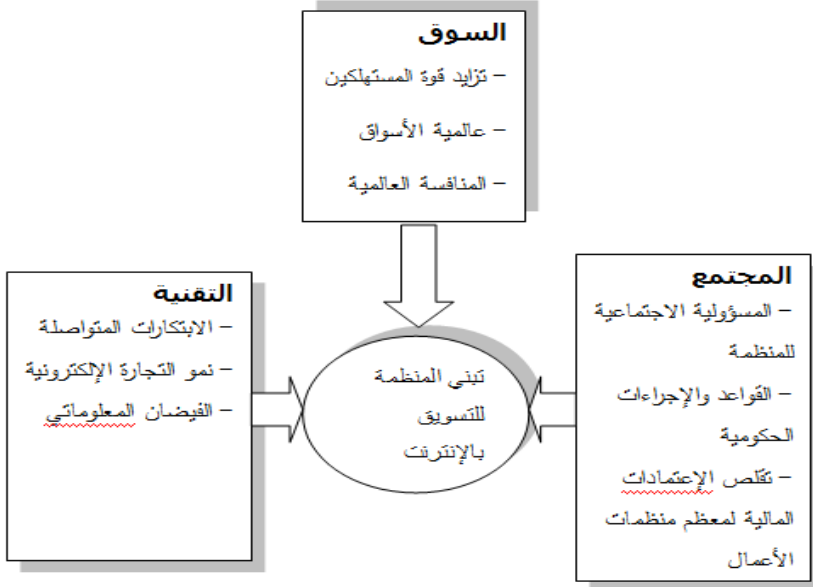 السوق
– تزايد قوة المستهلكين
– عالمية الأسواق
– المنافسة العالمية
المجتمع
– المسؤولية الاجتماعية
للمنظمة
– القواعد والإجراءات
الحكومية
– تقلص الإعتمادات
المالية لمعظم منظمات
الأعمال
التقنية
– الابتكارات المتواصلة
– نمو التجارة الإلكترونية
– الفيضان المعلوماتي
تبني المنظمة
للتسويق
بالإنترنت